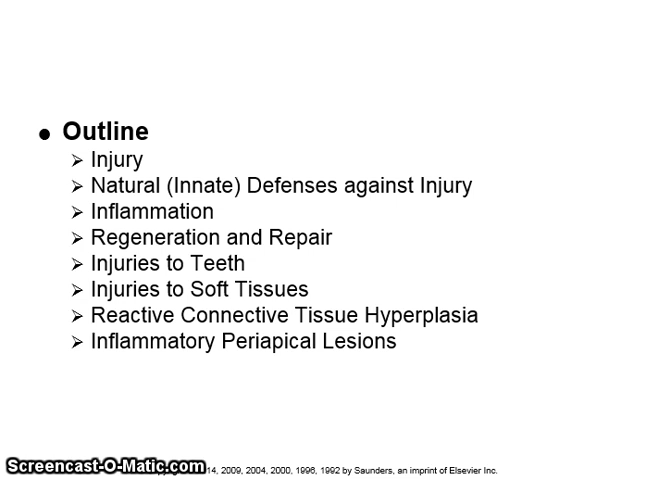 Outline
Injury
Natural (Innate) Defenses against Injury
Inflammation
Regeneration and Repair
Injuries to Teeth
Injuries to Soft Tissues
Reactive Connective Tissue Hyperplasia
Inflammatory Periapical Lesions
Screencast-O-Matic.com 14, 2009, 2004, 2000, 1996, 1992 by Saunders, an imprint of Elsevier Inc.